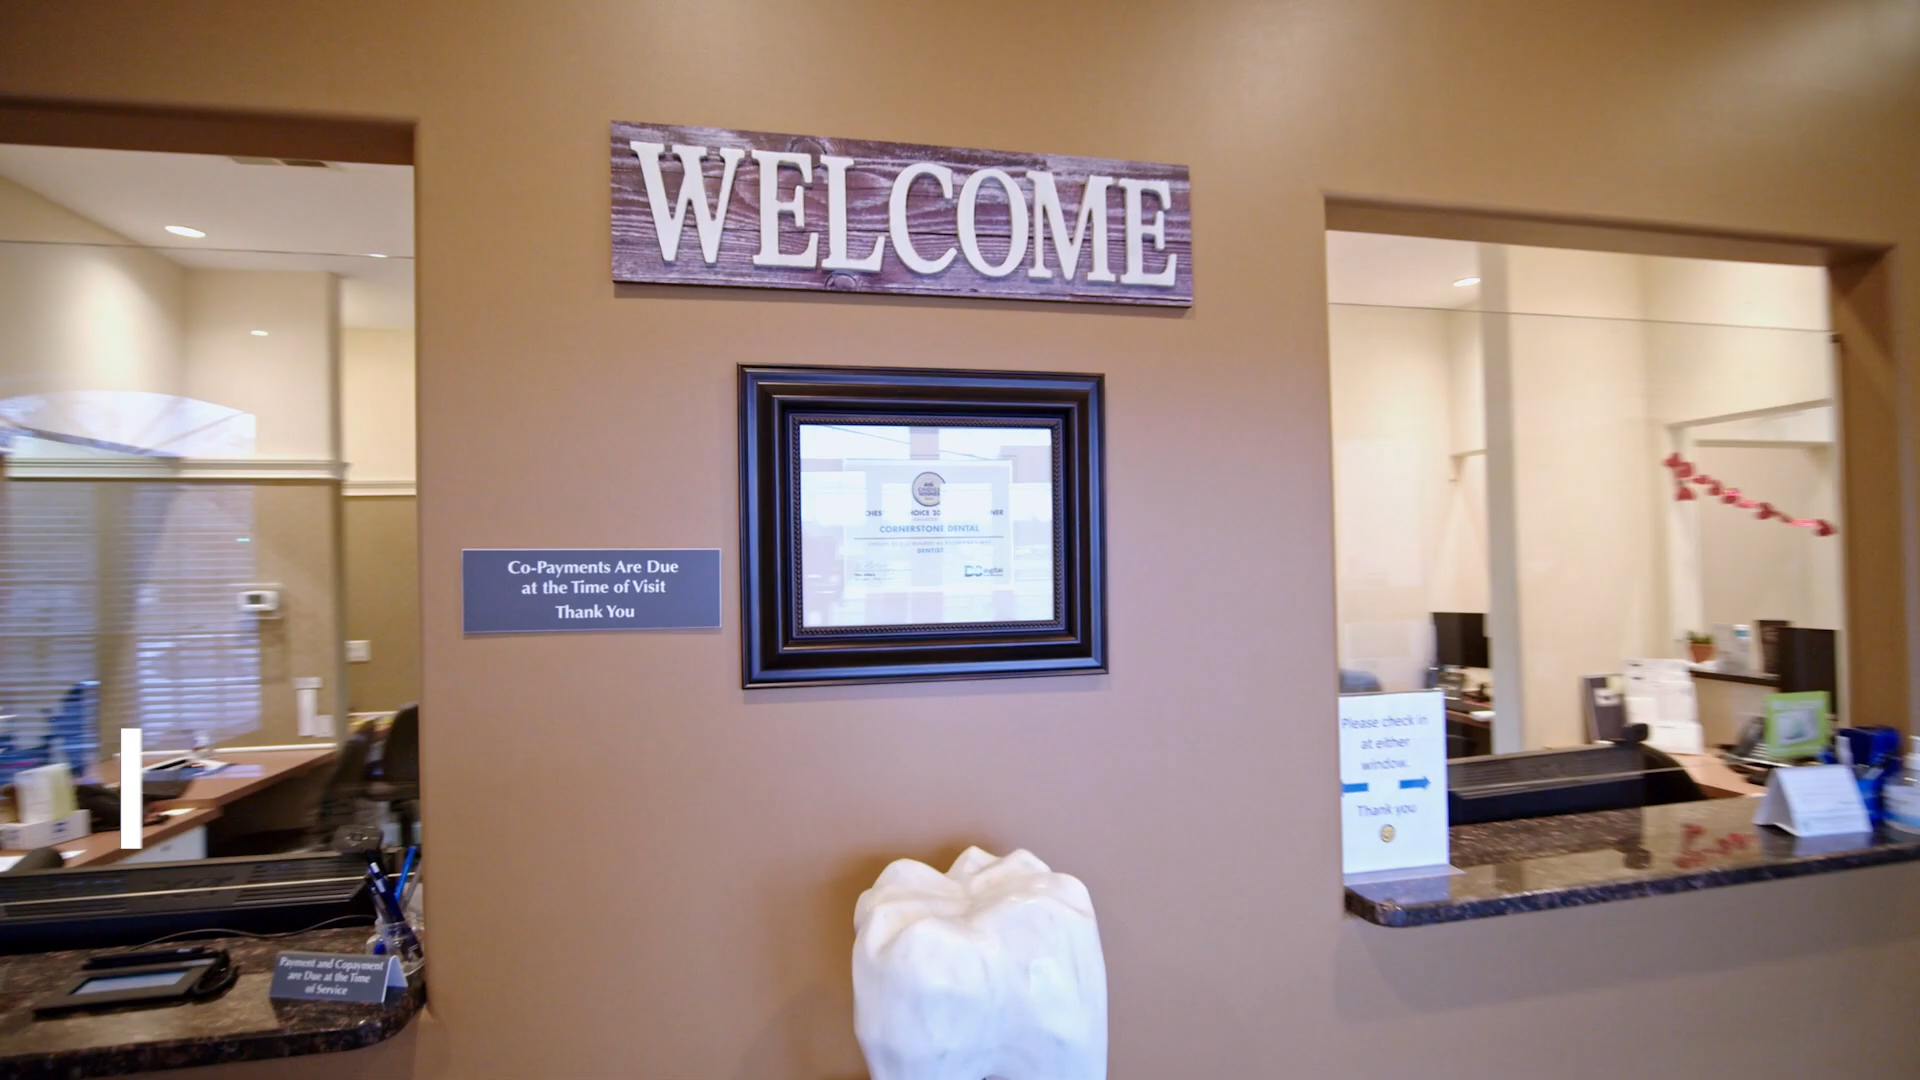 WELCOME
CORNERSTONE DENTAL
DENTIST
Co-Payments Are Due
at the Time of Visit
Thank You
Please check in
at either
window.
Thank you
Payment and Copayment
are Due at the Time
of Service